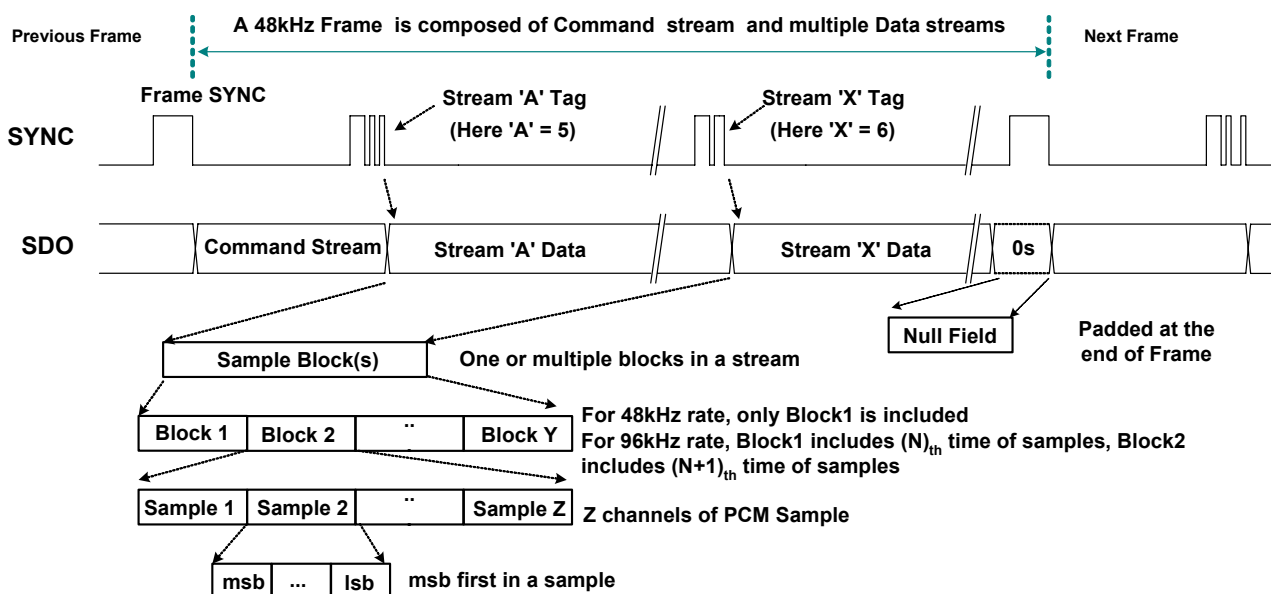 A 48kHz Frame is composed of Command stream and multiple Data streams
Previous Frame
Next Frame
Frame SYNC
Stream 'A' Tag
(Here 'A' = 5)
Stream 'X' Tag
(Here 'X' = 6)
SYNC
SDO
Command Stream
Stream 'A' Data
Stream 'X' Data
0s
Null Field
Padded at the
end of Frame
Sample Block(s)
One or multiple blocks in a stream
Block 1
Block 2
..
Block Y
For 48kHz rate, only Block1 is included
For 96kHz rate, Block1 includes (N)th time of samples, Block2
includes (N+1)th time of samples
Sample 1
Sample 2
..
Sample Z
Z channels of PCM Sample
msb
...
lsb
msb first in a sample